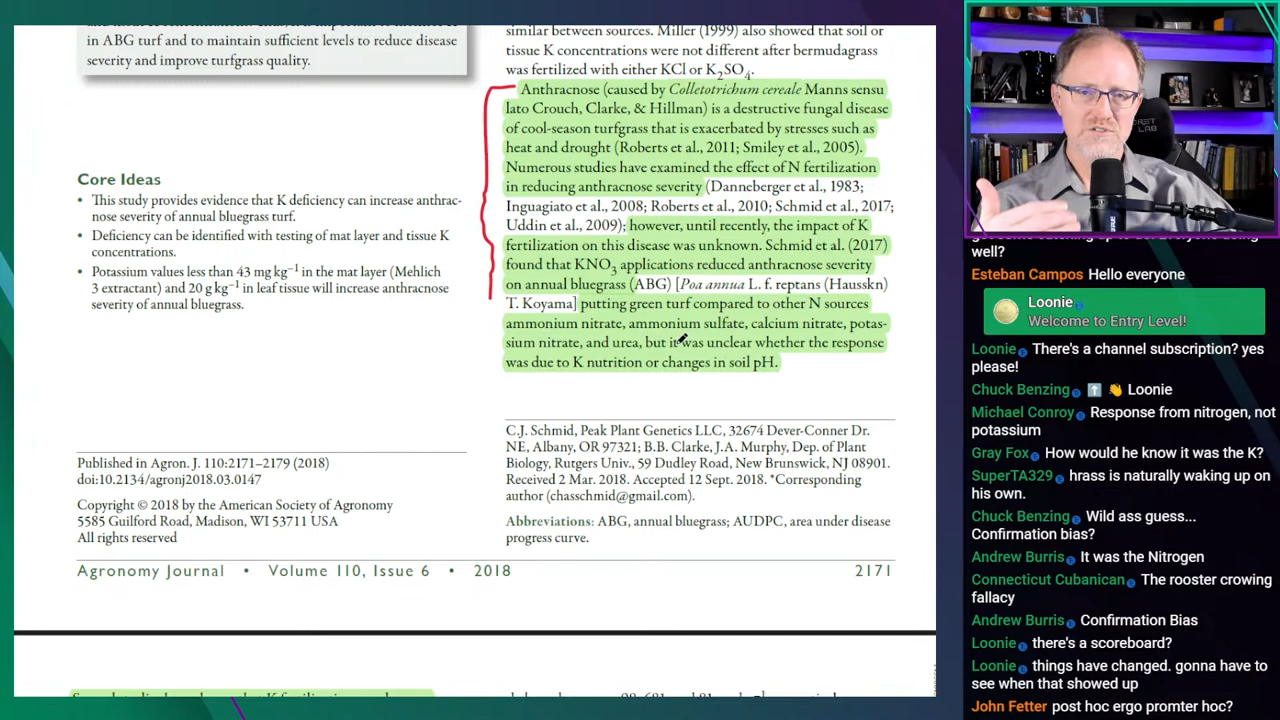 in ABG turf and to maintain sufficient levels to reduce disease
severity and improve turfgrass quality.
Core Ideas
• This study provides evidence that K deficiency can increase anthrac-
nose severity of annual bluegrass turf.
• Deficiency can be identified with testing of mat layer and tissue K
concentrations.
• Potassium values less than 43 mg kg⁻¹ in the mat layer (Mehlich
3 extractant) and 20 g kg⁻¹ in leaf tissue will increase anthracnose
severity of annual bluegrass turf.
Published in Agron. J. 110:2171–2179 (2018)
doi:10.2134/agronj2018.03.0147
Copyright © 2018 by the American Society of Agronomy
5585 Guilford Road, Madison, WI 53711 USA
All rights reserved
similar between sources. Miller (1999) also showed that soil or
tissue K concentrations were not different after bermudagrass
was fertilized with either KCl or K₂SO₄.
Anthracnose (caused by Colletotrichum cereale Manns sensu
lato Crouch, Clarke, & Hillman) is a destructive fungal disease
of cool-season turfgrass that is exacerbated by stresses such as
heat and drought (Roberts et al., 2011; Smiley et al., 2005).
Numerous studies have examined the effect of N fertilization
in reducing anthracnose severity (Danneberger et al., 1983;
Inguagiato et al., 2008; Roberts et al., 2010; Schmid et al., 2017;
Uddin et al., 2009); however, until recently, the impact of K
fertilization on this disease was unknown. Schmid et al. (2017)
found that KNO₃ applications reduced anthracnose severity
on annual bluegrass (ABG) [Poa annua L. f. reptans (Hausskn)
T. Koyama] putting green turf compared to other N sources
ammonium nitrate, ammonium sulfate, calcium nitrate, potas-
sium nitrate, and urea, but it was unclear whether the response
was due to K nutrition or changes in soil pH.
C.J. Schmid, Peak Plant Genetics LLC, 32674 Dever-Conner Dr.
NE, Albany, OR 97321; B.B. Clarke, J.A. Murphy, Dep. of Plant
Biology, Rutgers Univ., 59 Dudley Road, New Brunswick, NJ 08901.
Received 2 Mar. 2018. Accepted 12 Sept. 2018. *Corresponding
author (chasschmid@gmail.com).
Abbreviations: ABG, annual bluegrass; AUDPC, area under disease
progress curve.
Agronomy Journal • Volume 110, Issue 6 • 2018 2171
well?
Esteban Campos Hello everyone
Loonie
Welcome to Entry Level!
Loonie There's a channel subscription? yes
please!
Chuck Benzing ⬆️ 👏 Loonie
Michael Conroy Response from nitrogen, not
potassium
Gray Fox How would he know it was the K?
SuperTA329 hrass is naturally waking up on
his own.
Chuck Benzing Wild ass guess...
Confirmation bias?
Andrew Burris It was the Nitrogen
Connecticut Cubanican The rooster crowing
fallacy
Andrew Burris Confirmation Bias
Loonie there's a scoreboard?
Loonie things have changed. gonna have to
see when that showed up
John Fetter post hoc ergo promter hoc?